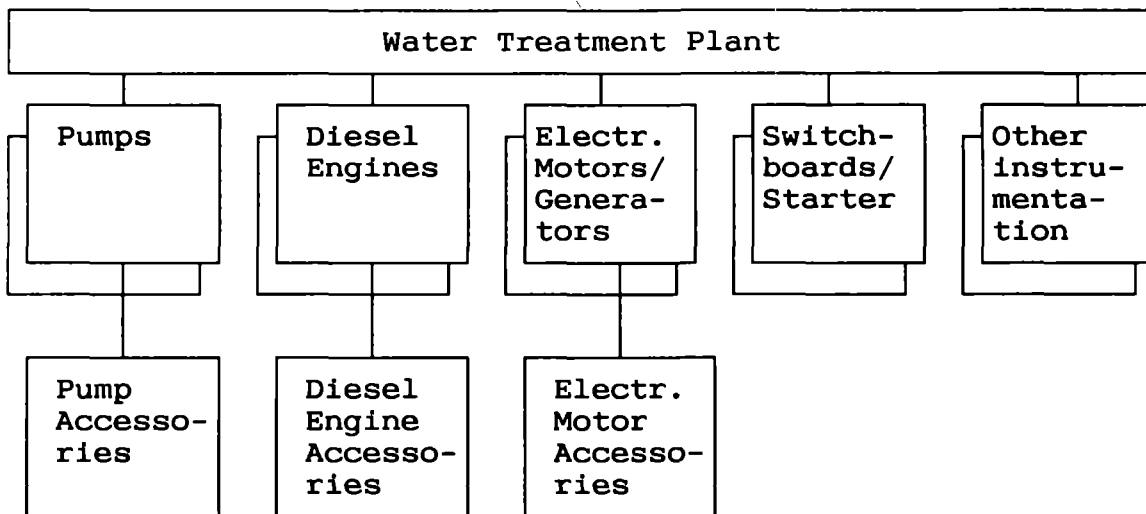 Water Treatment Plant
Pumps
Diesel
Engines
Electr.
Motors/
Genera-
tors
Switch-
boards/
Starter
Other
instru-
menta-
tion
Pump
Accesso-
ries
Diesel
Engine
Accesso-
ries
Electr.
Motor
Accesso-
ries